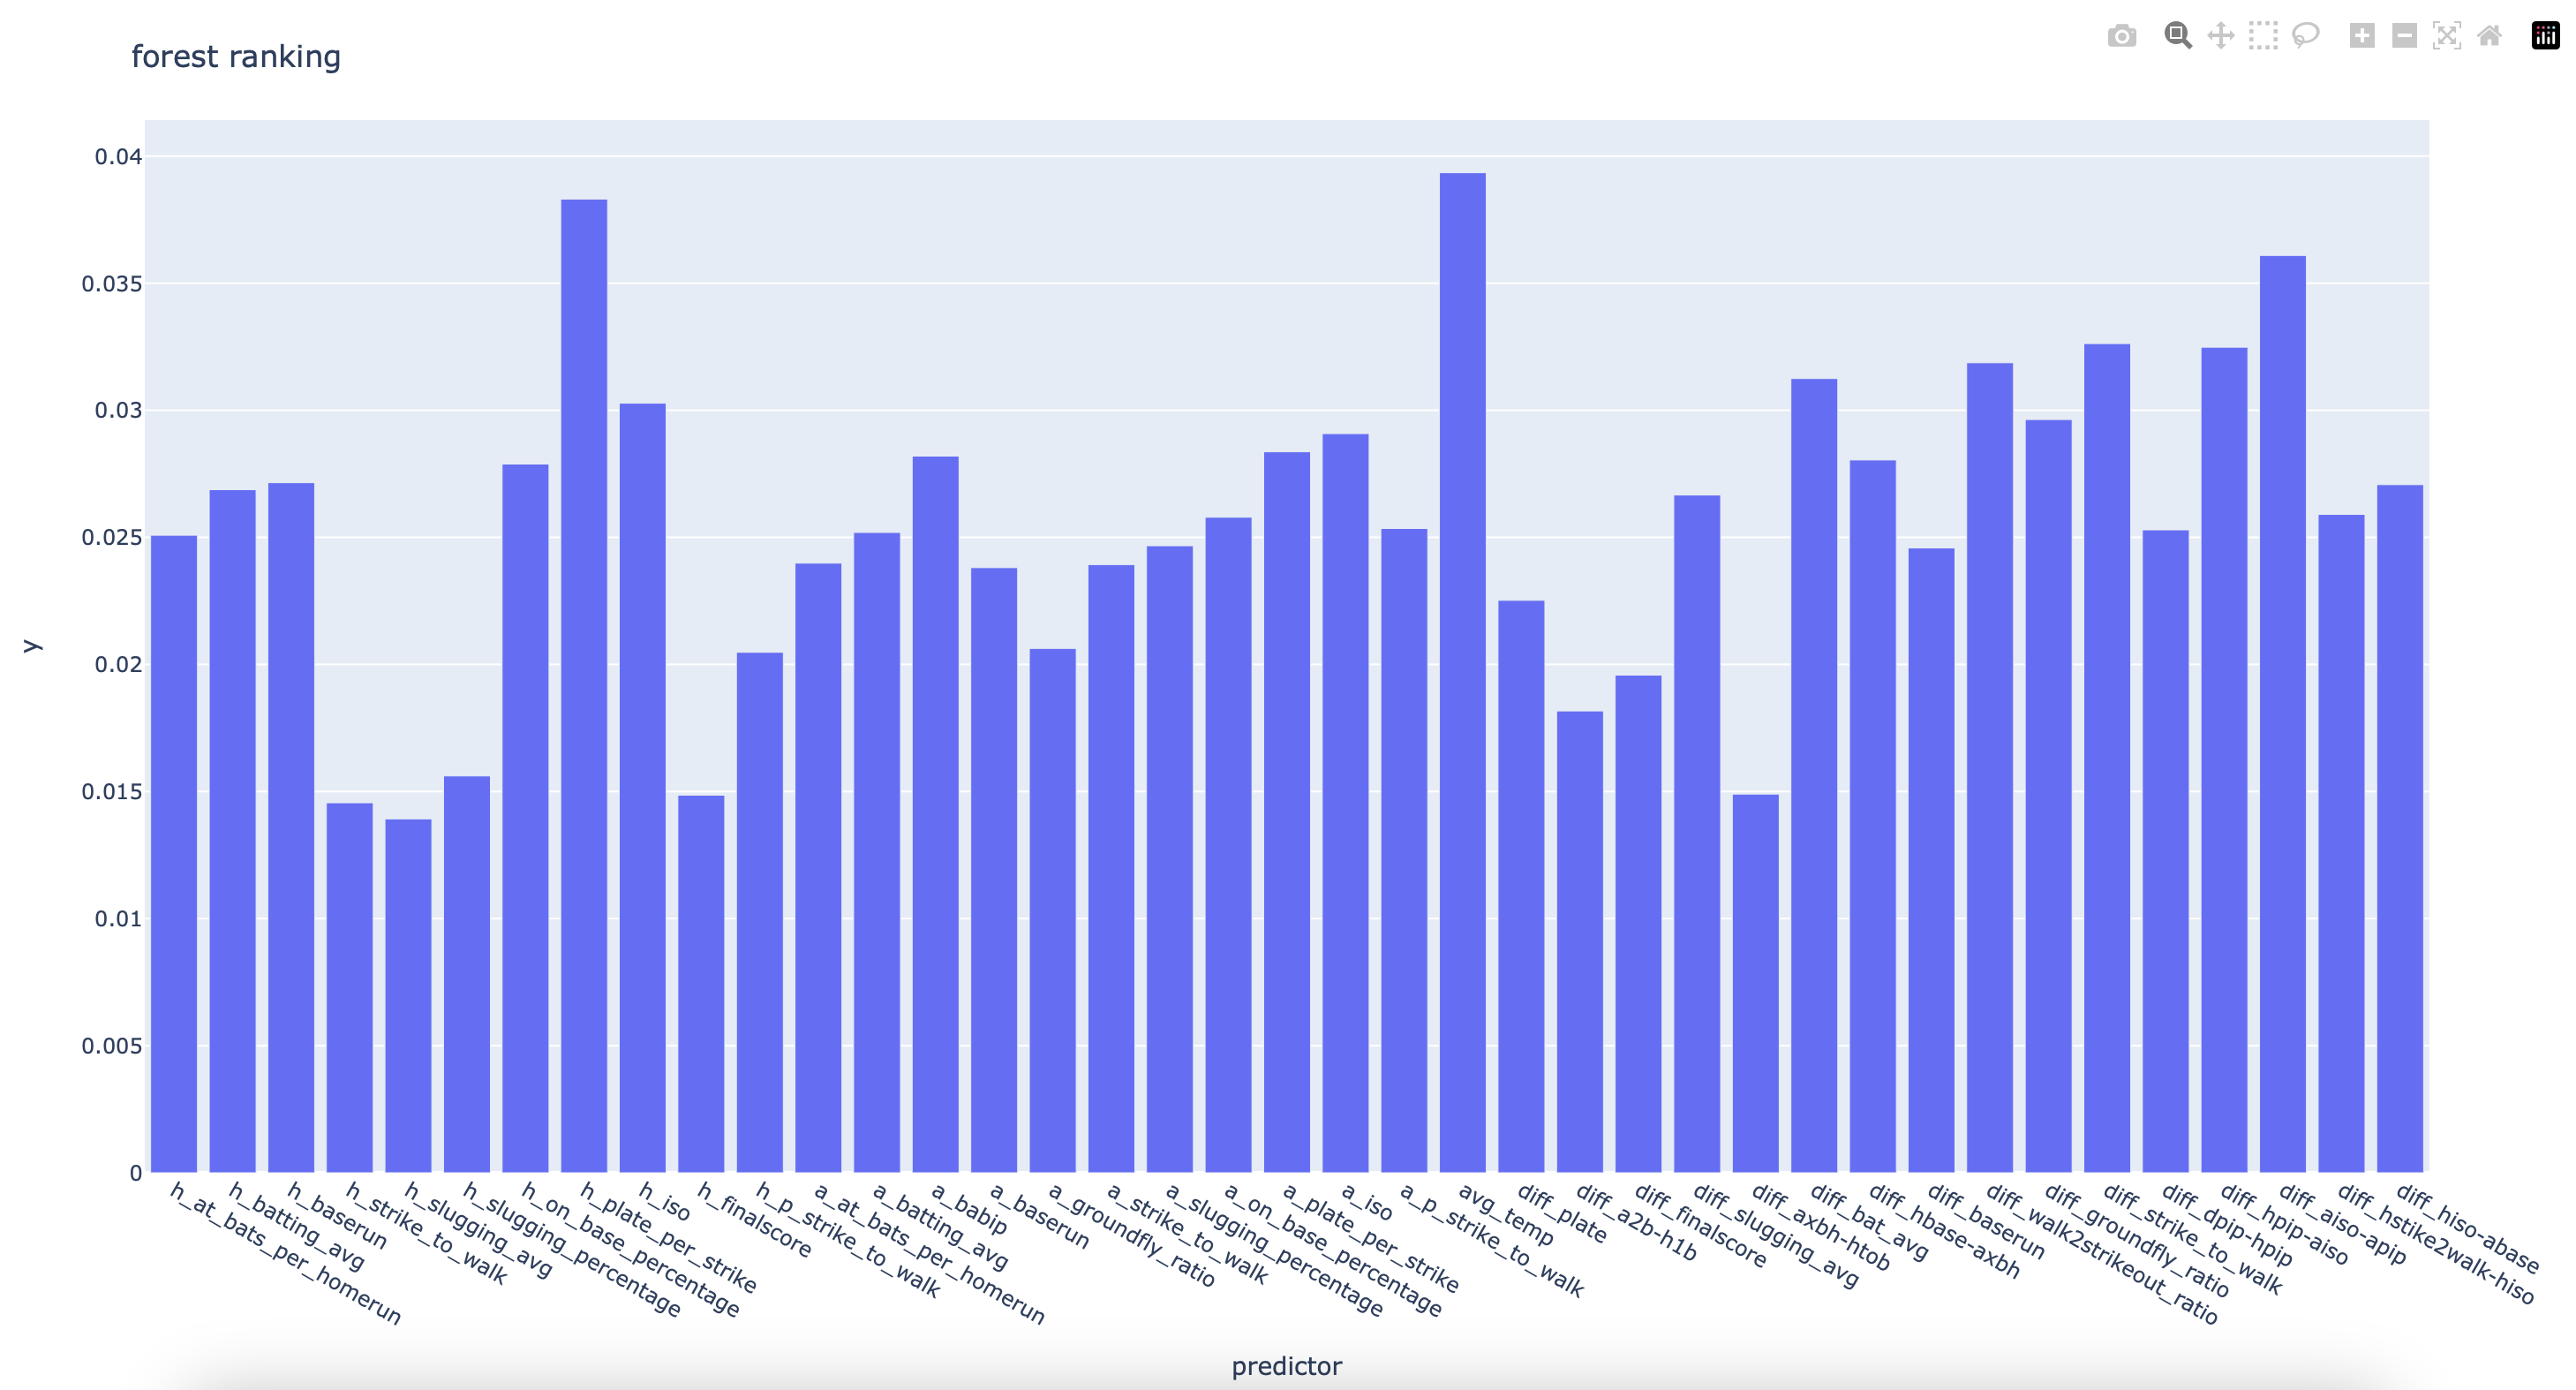 forest ranking
0.04
0.035
0.03
0.025
0.02
0.015
0.01
0.005
0
y
h_at_bats_per_homerun
h_batting_avg
h_baserun
h_strike_to_walk
h_slugging_avg
h_slugging_percentage
h_on_base_percentage
h_plate_per_strike
h_iso
h_finalscore
h_p_strike_to_walk
a_at_bats_per_homerun
a_batting_avg
a_babip
a_baserun
a_groundfly_ratio
a_strike_to_walk
a_slugging_percentage
a_on_base_percentage
a_plate_per_strike
a_iso
a_p_strike_to_walk
avg_temp
diff_plate
diff_a2b-h1b
diff_finalscore
diff_slugging_avg
diff_axbh-htob
diff_bat_avg
diff_hbase-axbh
diff_baserun
diff_walk2strikeout_ratio
diff_groundfly_ratio
diff_strike_to_walk
diff_dpip-hpip
diff_hpip-aiso
diff_aiso-apip
diff_hstike2walk-hiso
diff_hiso-abase
predictor